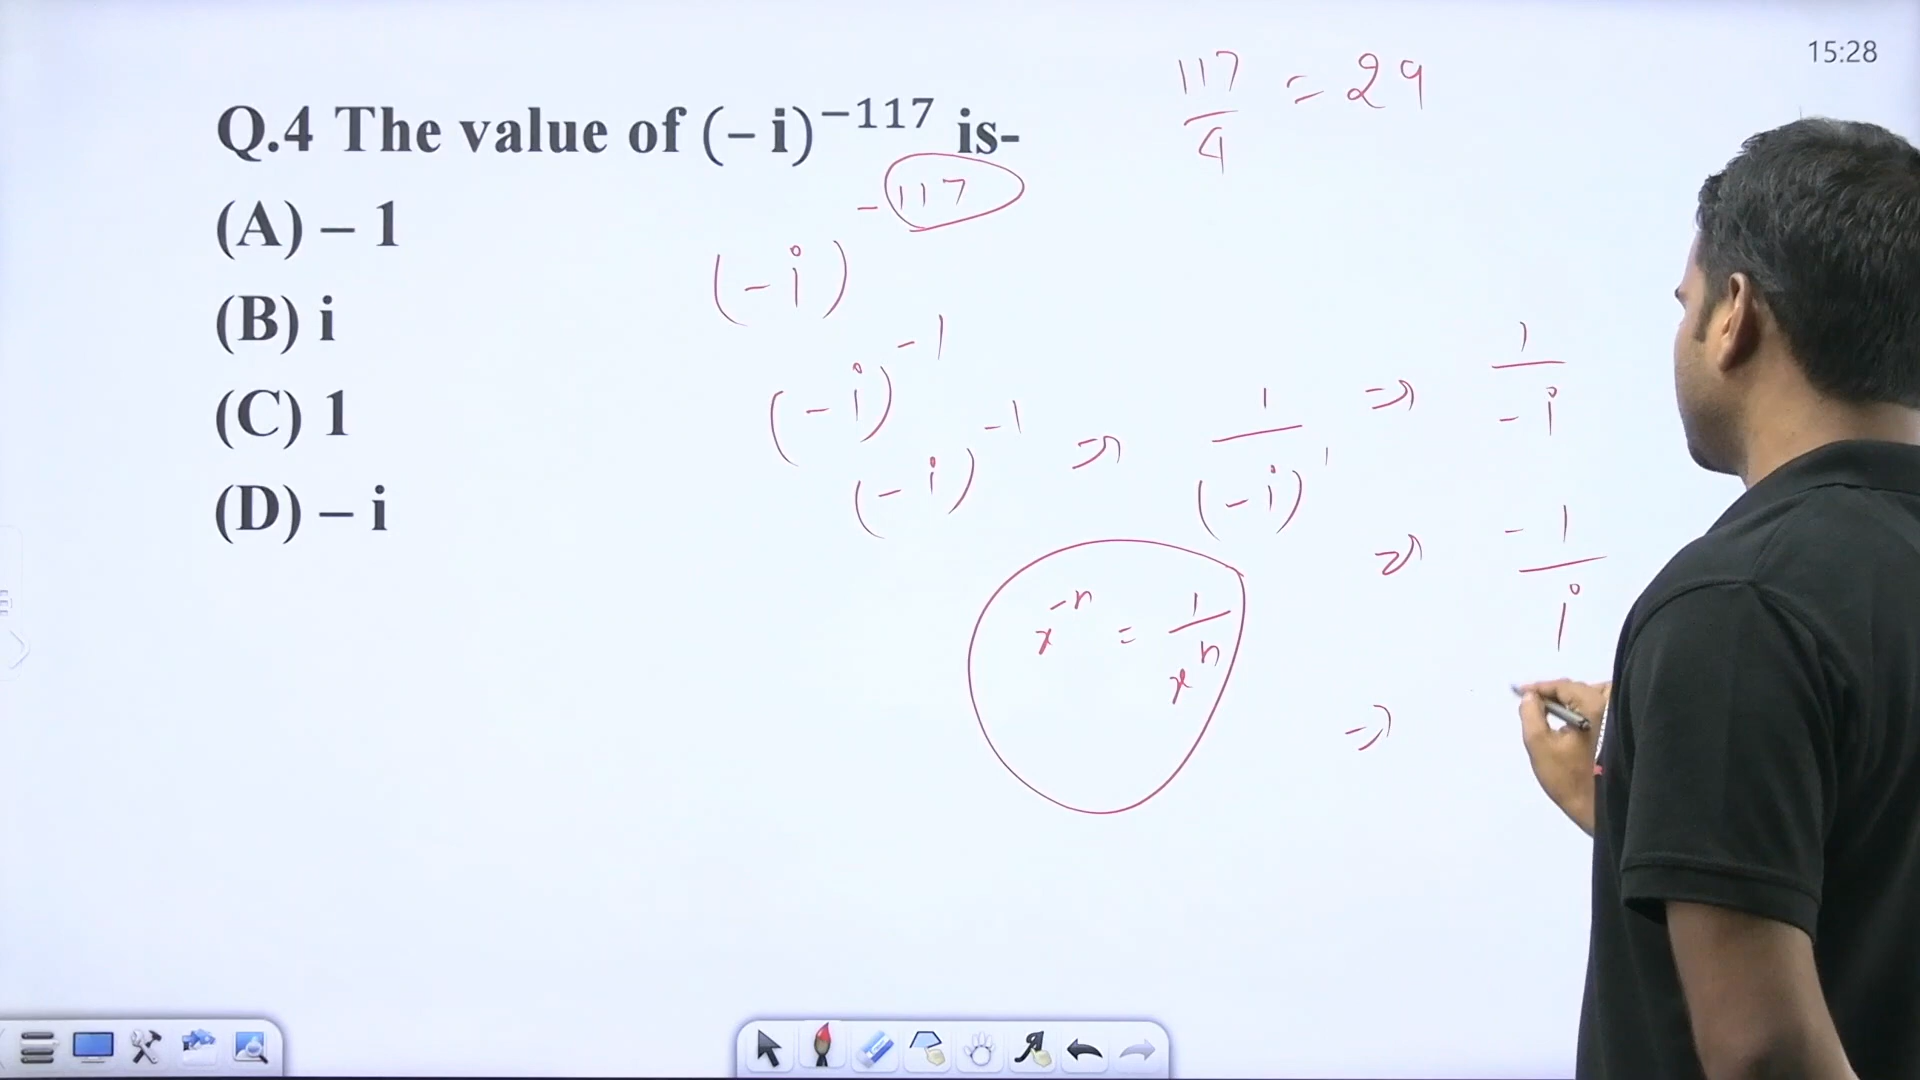 15:28
Q.4 The value of (– i)^−117 is-
(A) – 1
(B) i
(C) 1
(D) – i
117/4 = 29
(-i)^-117
(-i)^-1
(-i)^-1 ⇒ 1/(-i)^1 ⇒ 1/-i
⇒ -1/i
x^-n = 1/x^n
⇒